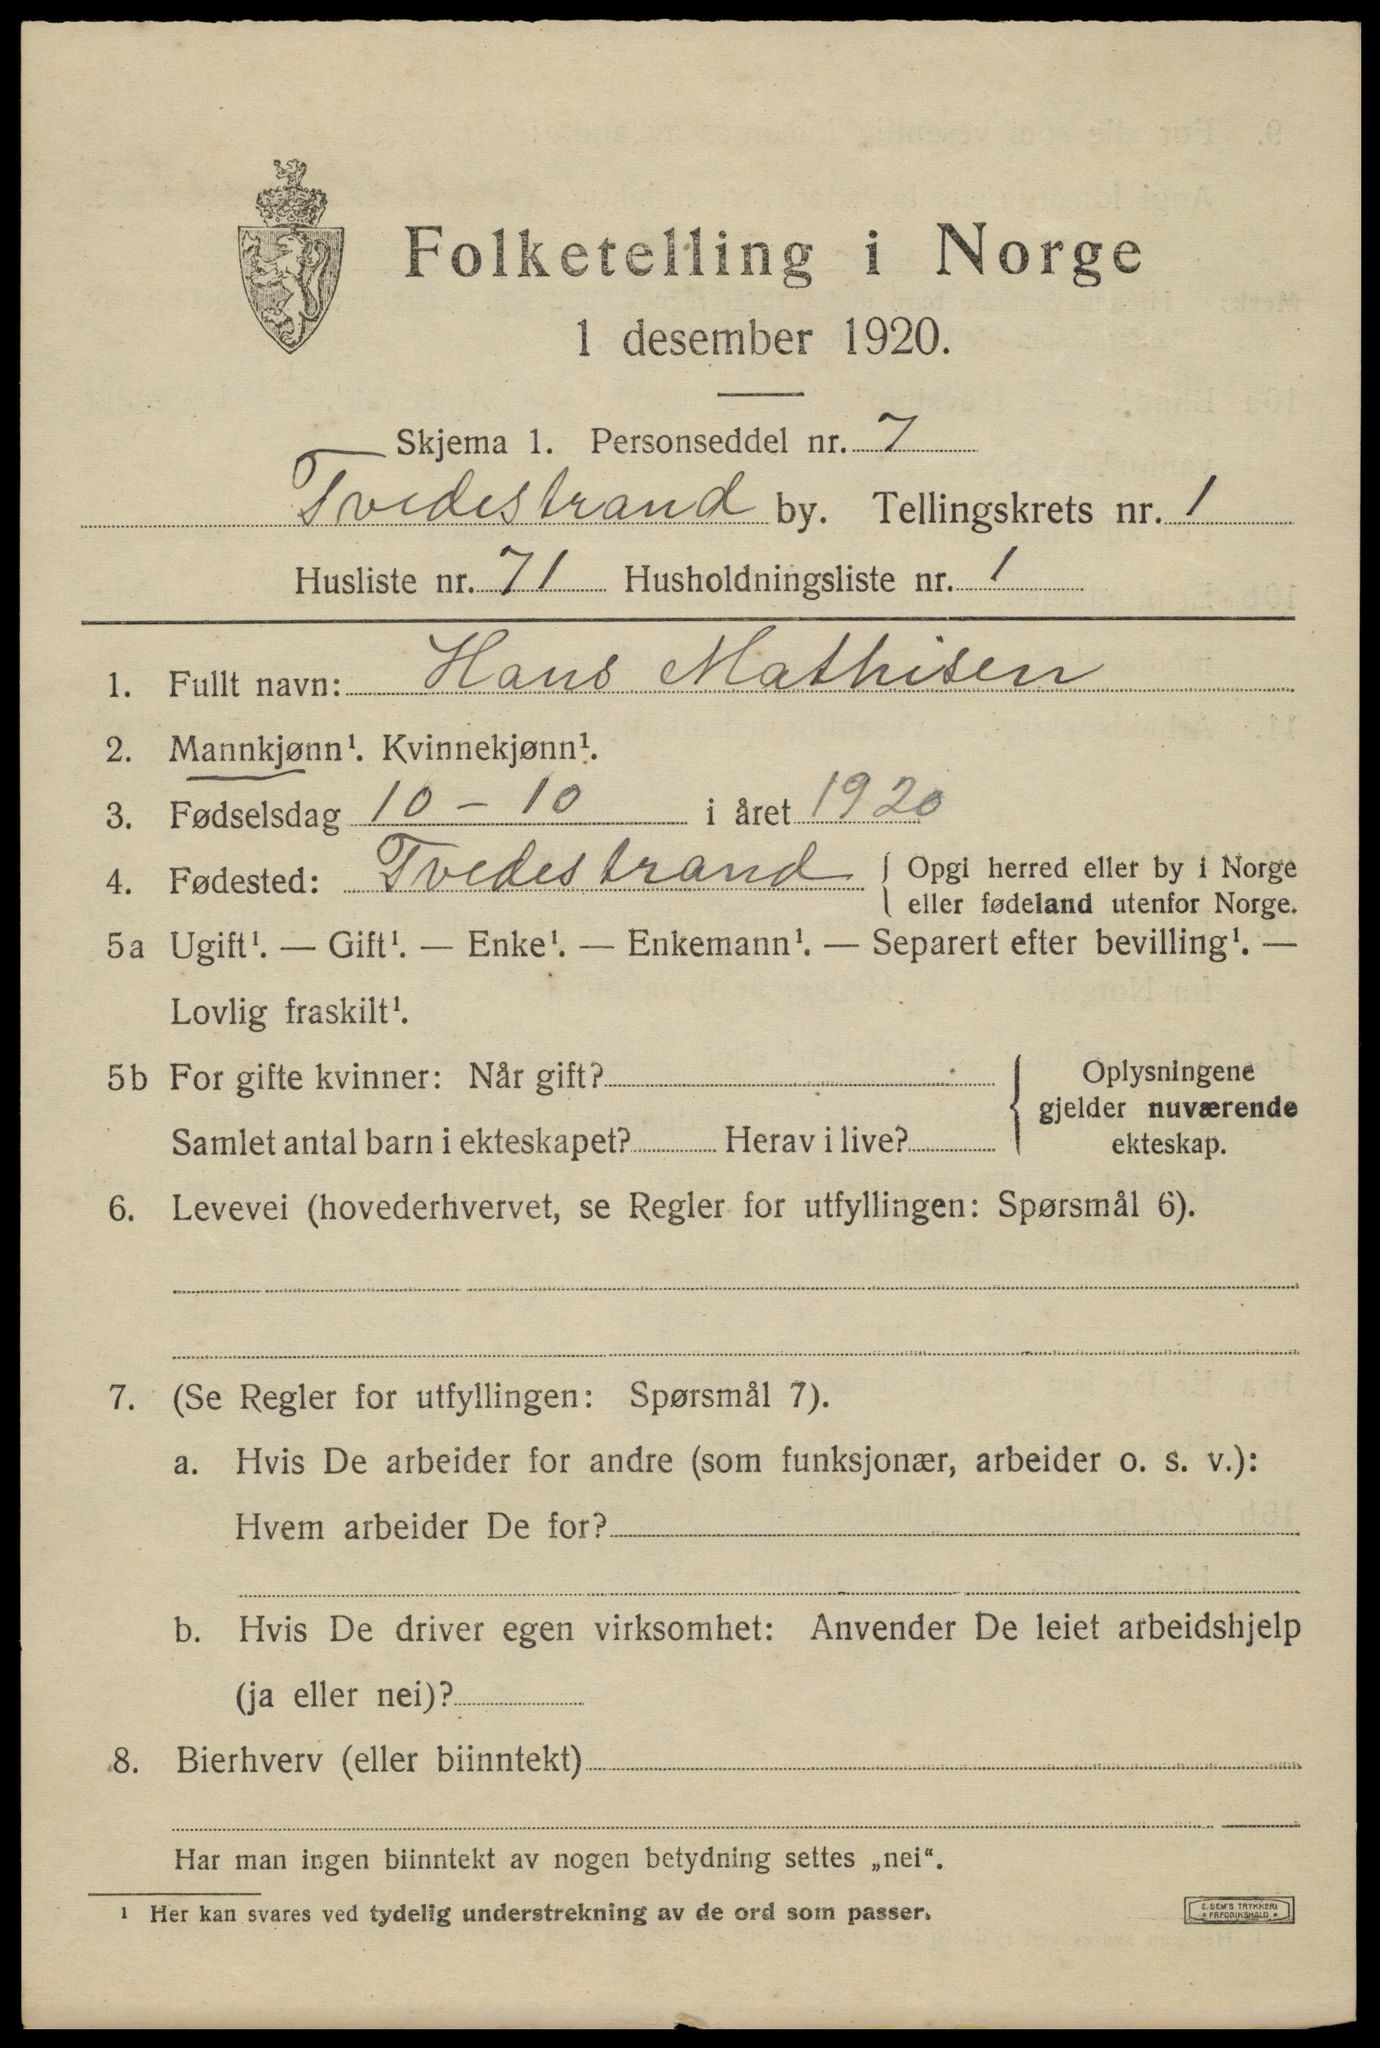 Folketelling i Norge
1 desember 1920.
Skjema 1. Personseddel nr. 7
Tvedestrand by. Tellingskrets nr. 1
Husliste nr. 71 Husholdningsliste nr. 1
1. Fullt navn: Hans Mathisen
2. Mannkjønn¹. Kvinnekjønn¹.
3. Fødselsdag 10 - 10 i året 1920
4. Fødested: Tvedestrand { Opgi herred eller by i Norge
eller fødeland utenfor Norge.
5a Ugift¹. — Gift¹. — Enke¹. — Enkemann¹. — Separert efter bevilling¹. —
Lovlig fraskilt¹.
5b For gifte kvinner: Når gift?
Samlet antal barn i ekteskapet? Herav i live?
Oplysningene
gjelder nuværende
ekteskap.
6. Levevei (hovederhvervet, se Regler for utfyllingen: Spørsmål 6).
7. (Se Regler for utfyllingen: Spørsmål 7).
a. Hvis De arbeider for andre (som funksjonær, arbeider o. s. v.):
Hvem arbeider De for?
b. Hvis De driver egen virksomhet: Anvender De leiet arbeidshjelp
(ja eller nei)?
8. Bierhverv (eller biinntekt)
Har man ingen biinntekt av nogen betydning settes „nei“.
¹ Her kan svares ved tydelig understrekning av de ord som passer.
E. SEM'S TRYKKERI
FREDRIKSHALD